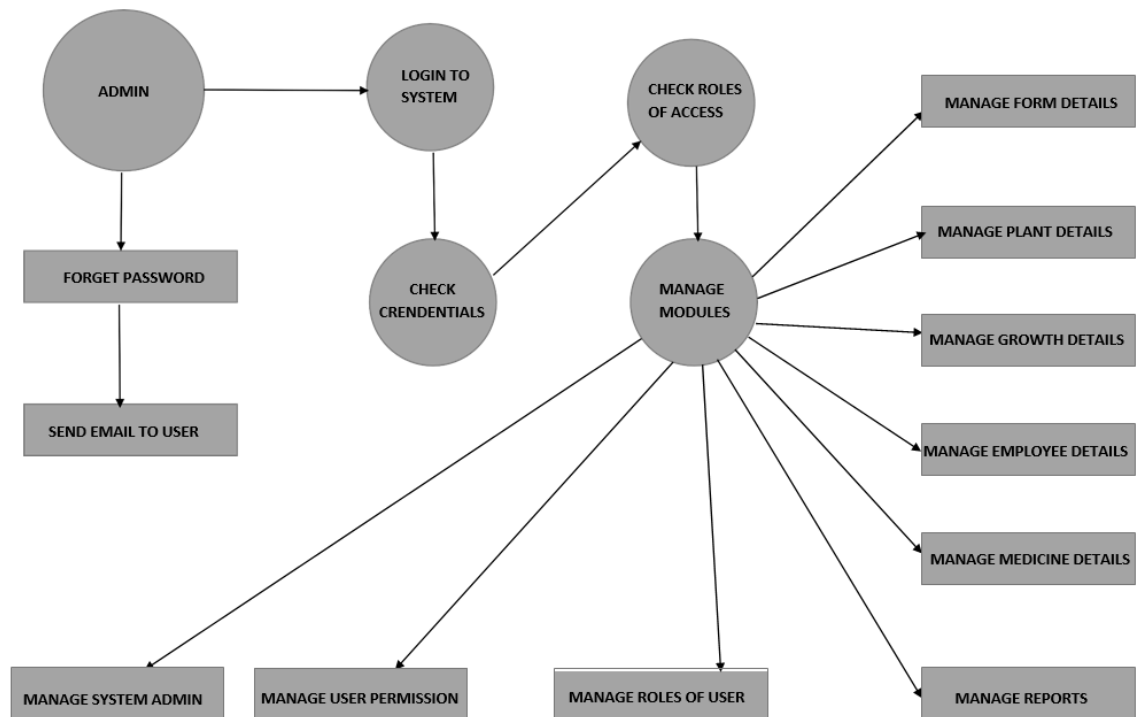 ADMIN
LOGIN TO
SYSTEM
CHECK ROLES
OF ACCESS
MANAGE FORM DETAILS
MANAGE PLANT DETAILS
FORGET PASSWORD
CHECK
CRENDENTIALS
MANAGE
MODULES
MANAGE GROWTH DETAILS
SEND EMAIL TO USER
MANAGE EMPLOYEE DETAILS
MANAGE MEDICINE DETAILS
MANAGE SYSTEM ADMIN
MANAGE USER PERMISSION
MANAGE ROLES OF USER
MANAGE REPORTS